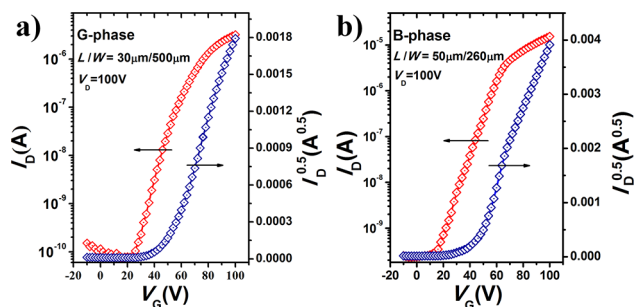 a)
G-phase
L/W= 30μm/500μm
V_D=100V
I_D(A)
10^-6
10^-7
10^-8
10^-9
10^-10
-20 0 20 40 60 80 100
V_G(V)
0.0018
0.0015
0.0012
0.0009
0.0006
0.0003
0.0000
I_D^0.5(A^0.5)
b)
B-phase
L/W= 50μm/260μm
V_D=100V
I_D(A)
10^-5
10^-6
10^-7
10^-8
10^-9
-20 0 20 40 60 80 100
V_G(V)
0.004
0.003
0.002
0.001
0.000
I_D^0.5(A^0.5)